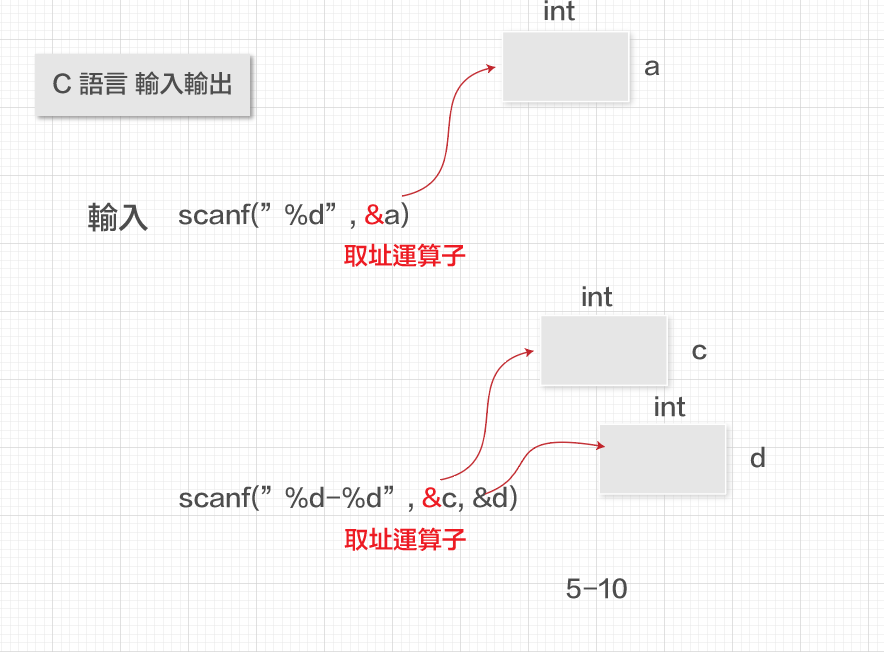 int
a
C 語言 輸入輸出
輸入 scanf(” %d” , &a)
取址運算子
int
c
int
d
scanf(” %d-%d” , &c, &d)
取址運算子
5-10